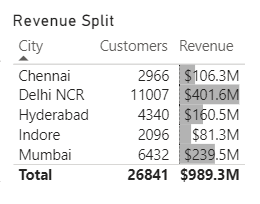 Revenue Split
City Customers Revenue
Chennai 2966 $106.3M
Delhi NCR 11007 $401.6M
Hyderabad 4340 $160.5M
Indore 2096 $81.3M
Mumbai 6432 $239.5M
Total 26841 $989.3M